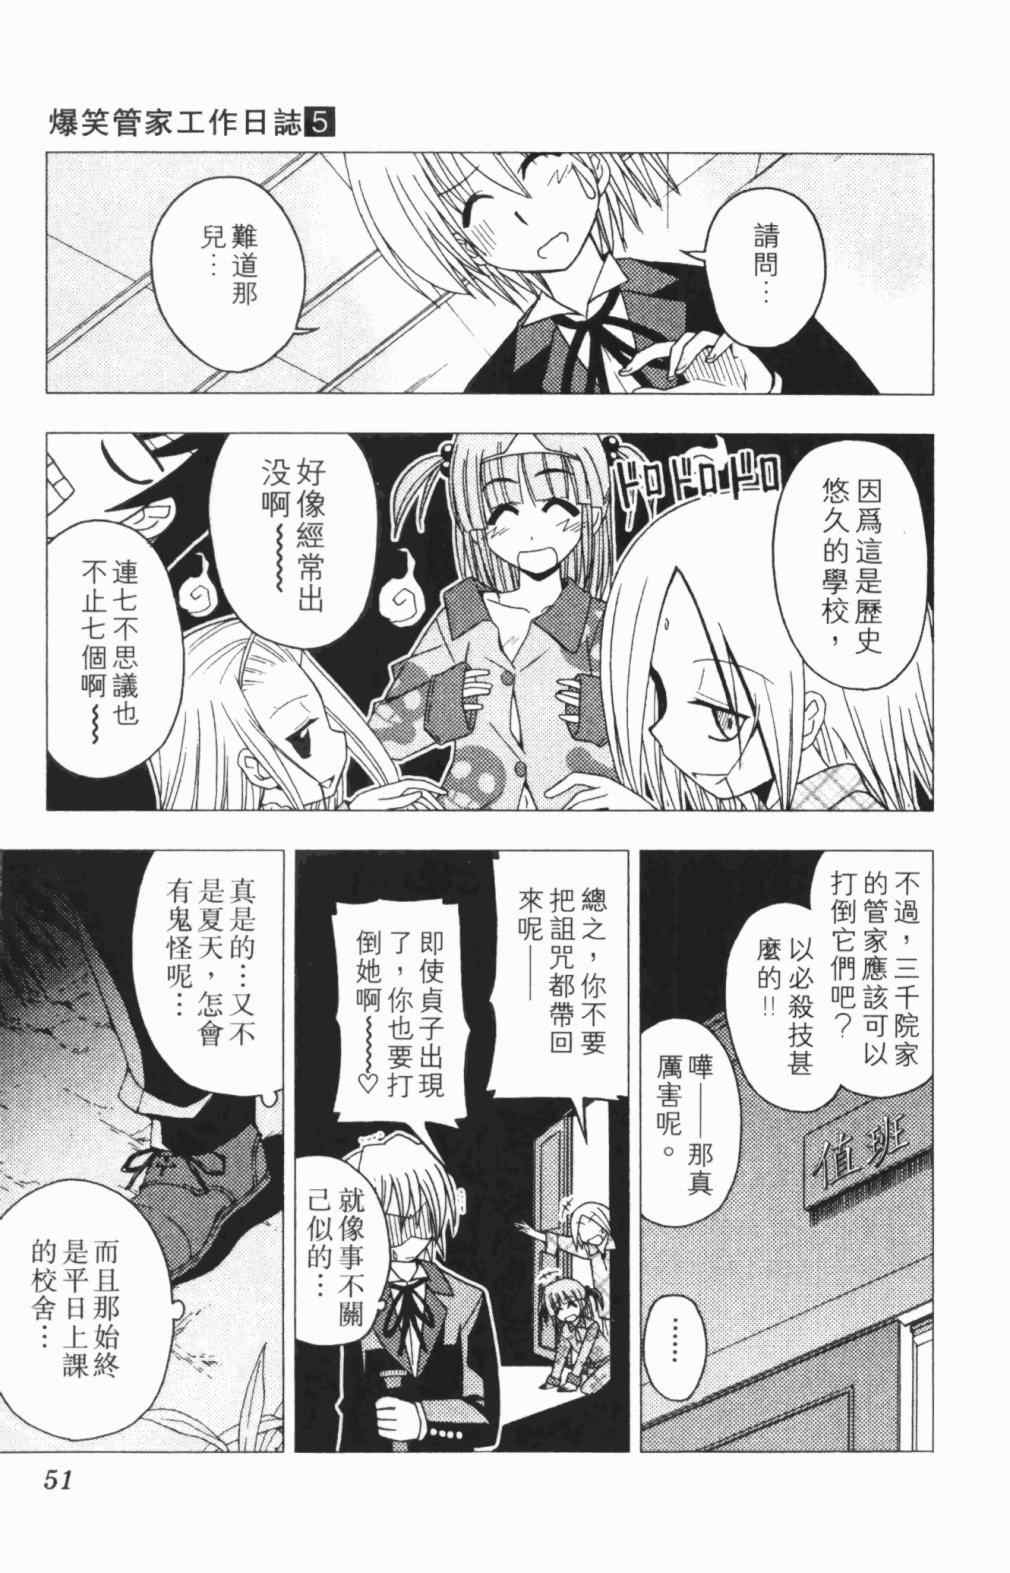 爆笑管家工作日誌5
請問…
難道那
兒…
因爲這是歷史
悠久的學校，
ドロドロドロ
好像經常出
没啊~~~
連七不思議也
不止七個啊~~
不過，三千院家
的管家應該可以
打倒它們吧？
以必殺技甚
麼的!!
嘩——那真
厲害呢。
值班
……
總之，你不要
把詛咒都帶回
來呢——
即使貞子出現
了，你也要打
倒她啊~~~♡
就像事不關
己似的…
真是的…又不
是夏天，怎會
有鬼怪呢…
而且那始終
是平日上課
的校舍…
51